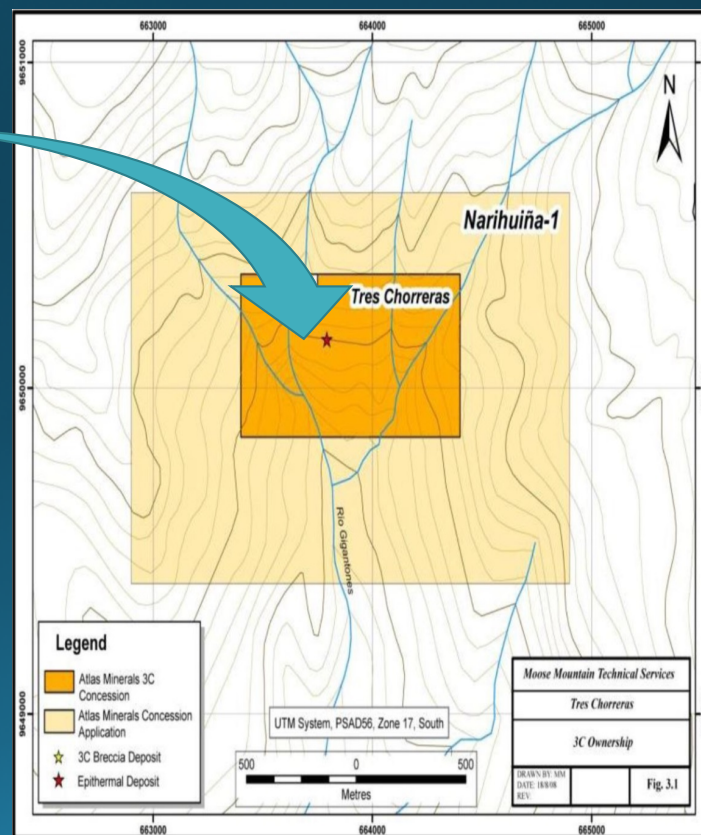 663000 664000 665000
9651000
N
Narihuiña-1
Tres Chorreras
9650000
Río Gigantones
Legend
Atlas Minerals 3C
Concession
Atlas Minerals Concession
Application
3C Breccia Deposit
Epithermal Deposit
9649000
UTM System, PSAD56, Zone 17, South
500 0 500
Metres
Moose Mountain Technical Services
Tres Chorreras
3C Ownership
DRAWN BY: MM
DATE: 18/8/08
REV:
Fig. 3.1
663000 664000 665000